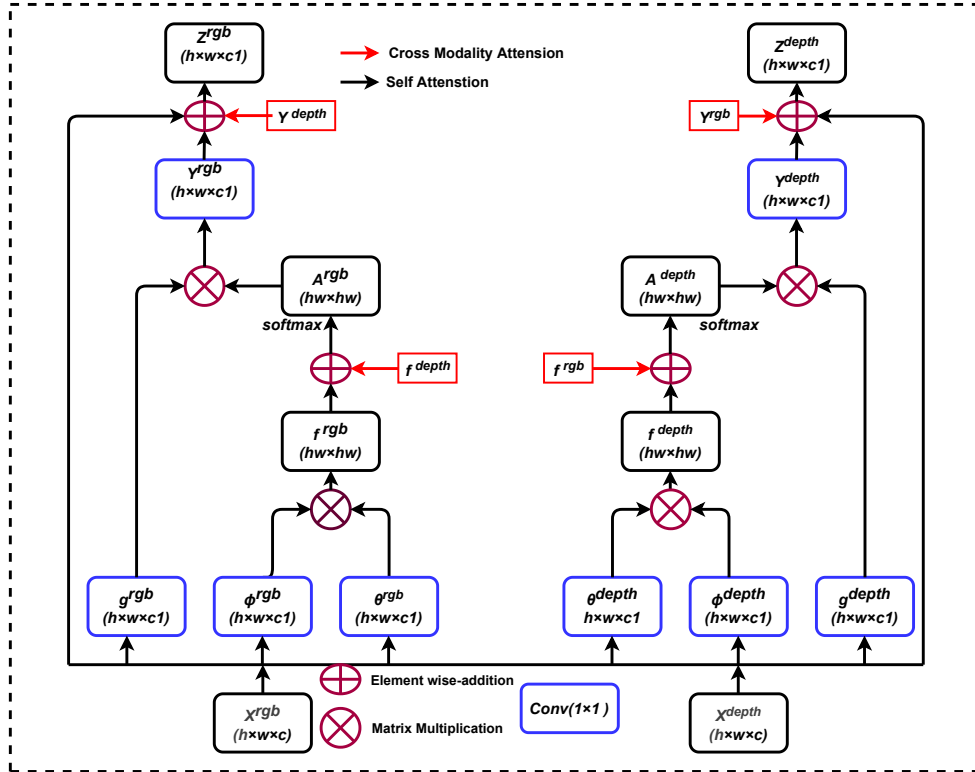 Z^rgb
(h×w×c1)
Cross Modality Attension
Self Attenstion
Z^depth
(h×w×c1)
Y^depth
Y^rgb
Y^rgb
(h×w×c1)
Y^depth
(h×w×c1)
A^rgb
(hw×hw)
softmax
A^depth
(hw×hw)
softmax
f^depth
f^rgb
f^rgb
(hw×hw)
f^depth
(hw×hw)
g^rgb
(h×w×c1)
ϕ^rgb
(h×w×c1)
θ^rgb
(h×w×c1)
θ^depth
h×w×c1
ϕ^depth
(h×w×c1)
g^depth
(h×w×c1)
Element wise-addition
X^rgb
(h×w×c)
Matrix Multiplication
Conv(1×1 )
X^depth
(h×w×c)